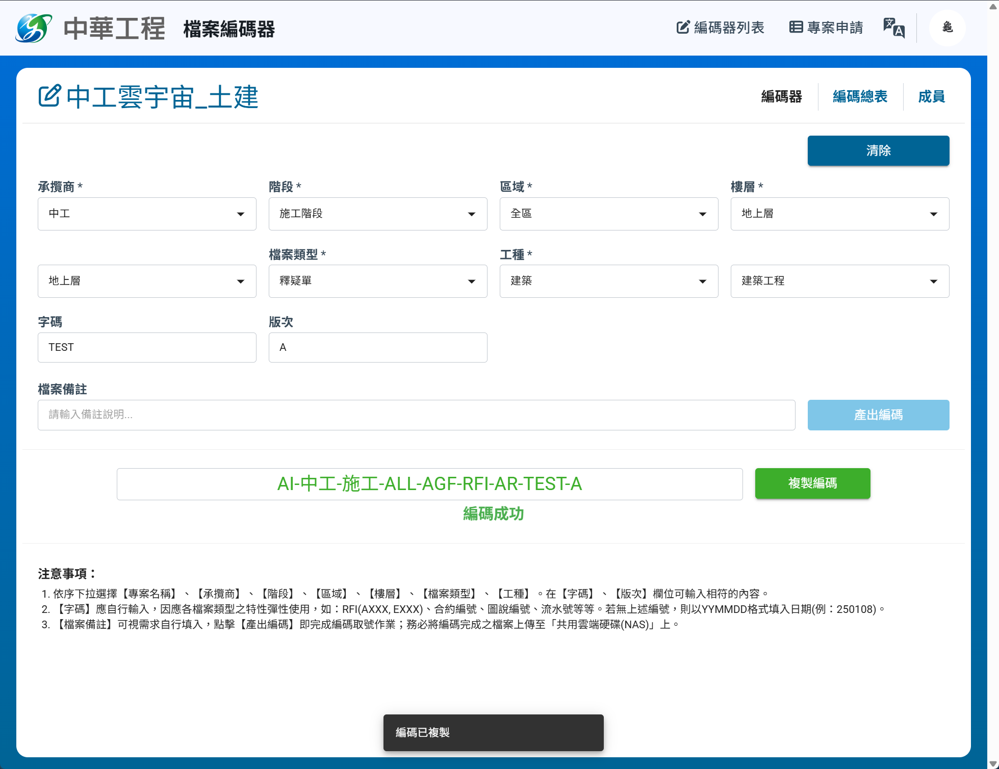 中華工程 檔案編碼器 編碼器列表 專案申請 文A 龜
中工雲宇宙_土建 編碼器 編碼總表 成員
清除
承攬商 * 階段 * 區域 * 樓層 *
中工 施工階段 全區 地上層
檔案類型 * 工種 *
地上層 釋疑單 建築 建築工程
字碼 版次
TEST A
檔案備註
請輸入備註說明... 產出編碼
AI-中工-施工-ALL-AGF-RFI-AR-TEST-A 複製編碼
編碼成功
注意事項：
1. 依序下拉選擇【專案名稱】、【承攬商】、【階段】、【區域】、【樓層】、【檔案類型】、【工種】。在【字碼】、【版次】欄位可輸入相符的內容。
2. 【字碼】應自行輸入，因應各檔案類型之特性彈性使用，如：RFI(AXXX, EXXX)、合約編號、圖說編號、流水號等等。若無上述編號，則以YYMMDD格式填入日期(例：250108)。
3. 【檔案備註】可視需求自行填入，點擊【產出編碼】即完成編碼取號作業；務必將編碼完成之檔案上傳至「共用雲端硬碟(NAS)」上。
編碼已複製